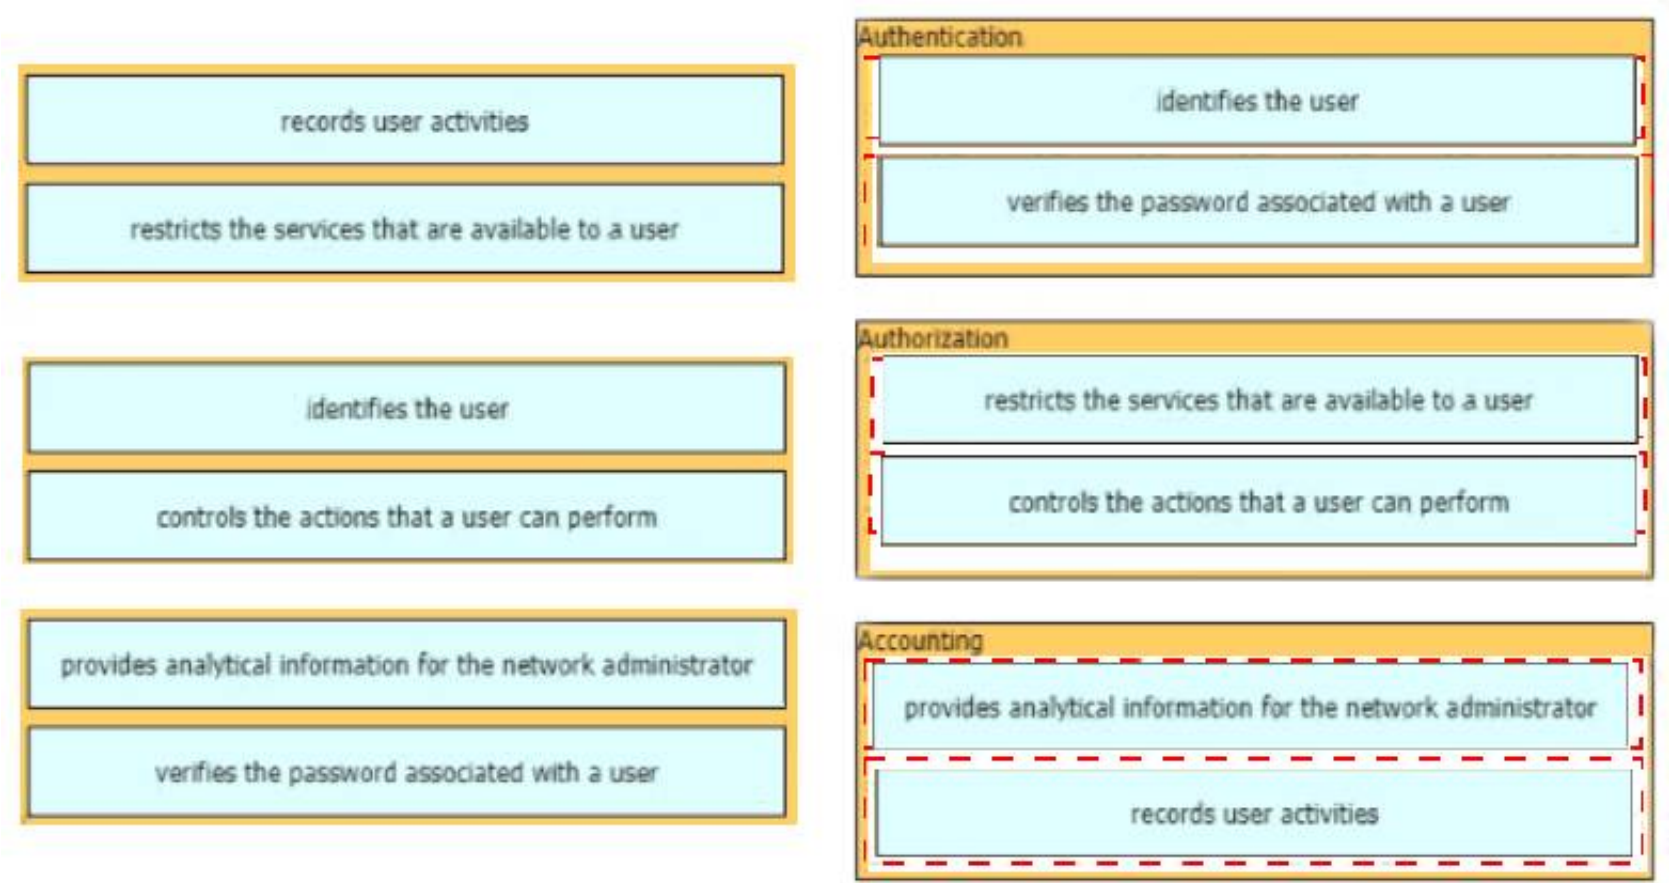 records user activities
restricts the services that are available to a user
identifies the user
controls the actions that a user can perform
provides analytical information for the network administrator
verifies the password associated with a user
Authentication
identifies the user
verifies the password associated with a user
Authorization
restricts the services that are available to a user
controls the actions that a user can perform
Accounting
provides analytical information for the network administrator
records user activities